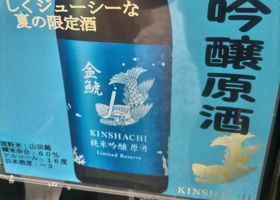 しくジューシーな
夏の限定酒
吟醸原酒
金鯱
KINSHACHI
純米吟醸 原酒
Limited Reserve
原料米：山田錦
精米歩合：60%
アルコール：16度
日本酒度：-3
KINSHACHI